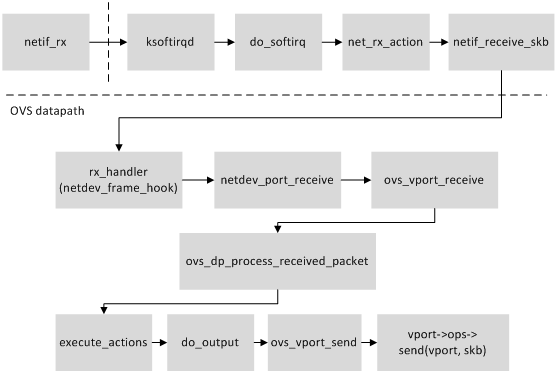 netif_rx
ksoftirqd
do_softirq
net_rx_action
netif_receive_skb
OVS datapath
rx_handler
(netdev_frame_hook)
netdev_port_receive
ovs_vport_receive
ovs_dp_process_received_packet
execute_actions
do_output
ovs_vport_send
vport->ops->
send(vport, skb)